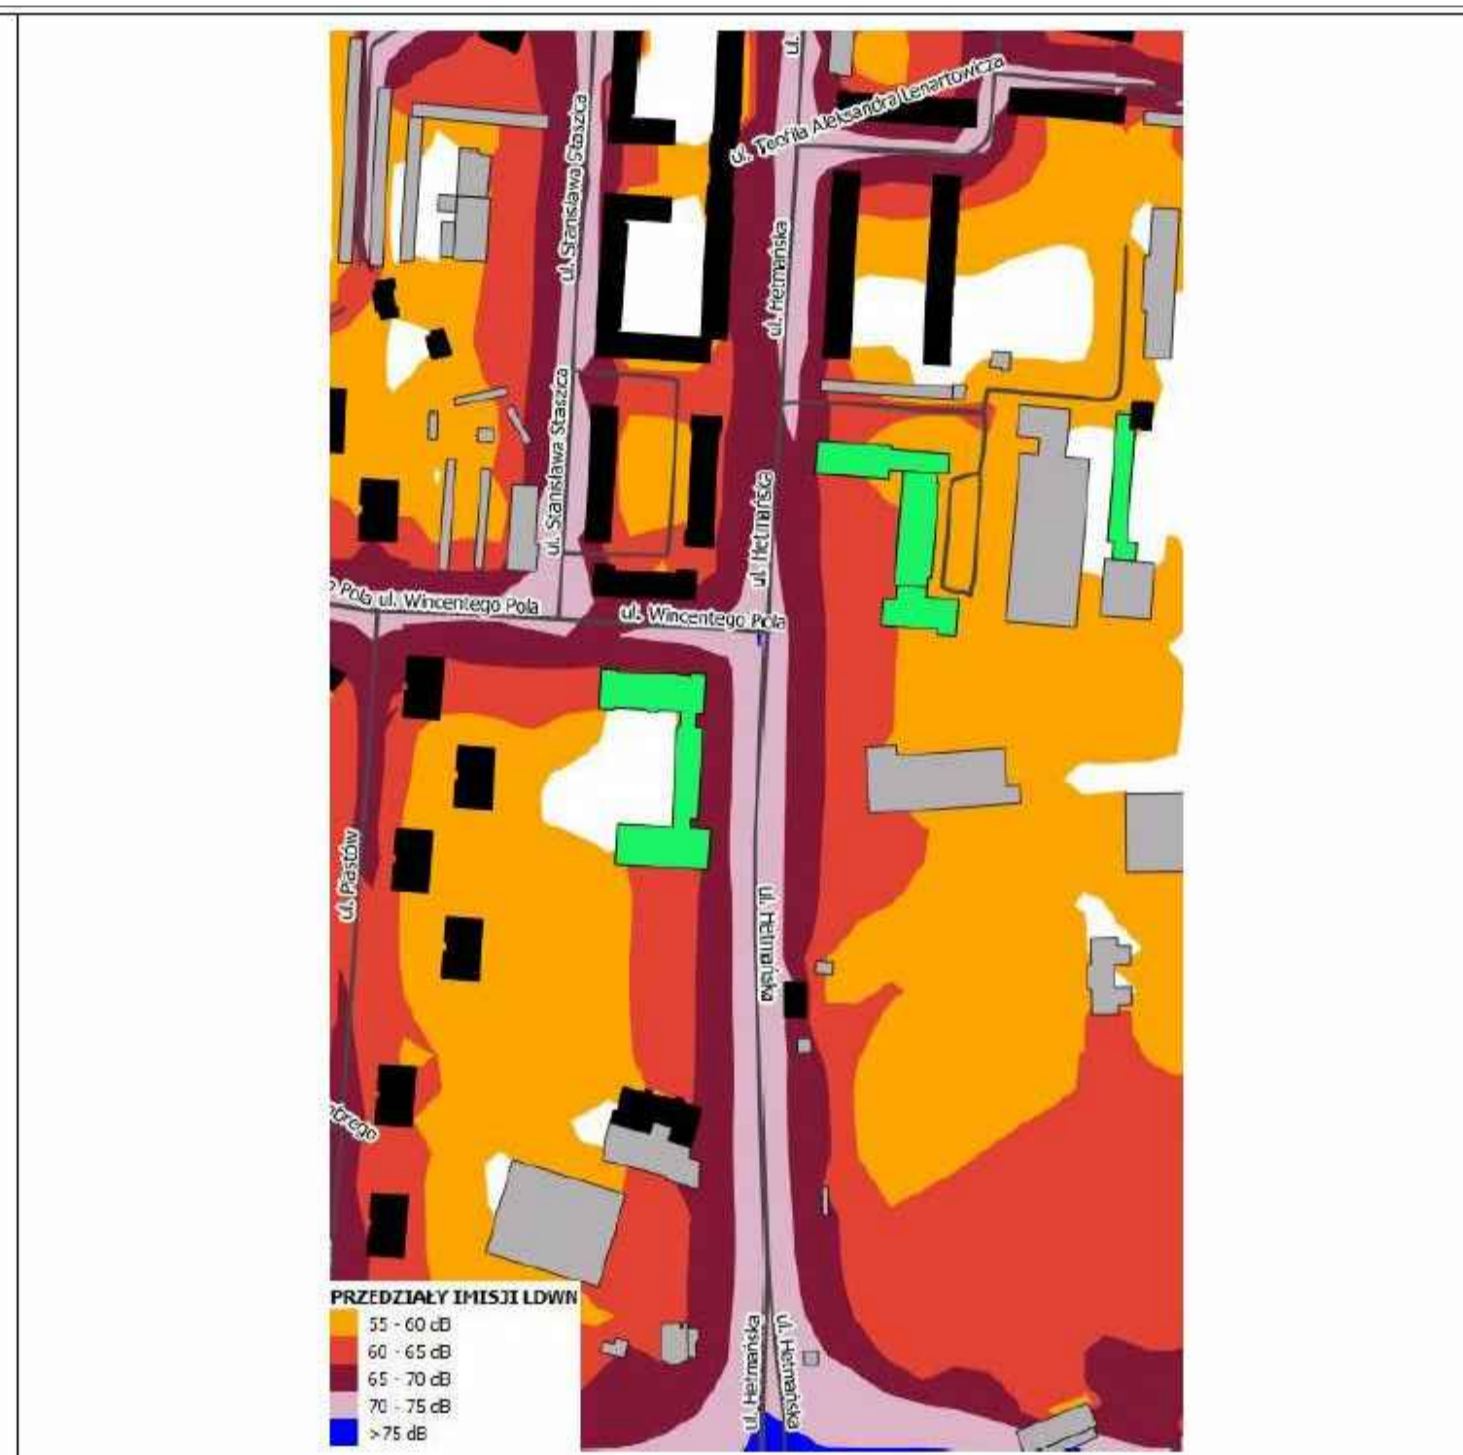 ul.
ul. Teofila Aleksandra Lenartowicza
ul. Stanisława Staszica
ul. Hetmańska
ul. Stanisława Staszica
ul. Hetmańska
Pola
ul. Wincentego Pola
ul. Wincentego Pola
ul. Piastów
ul. Hetmańska
PRZEDZIAŁY IMISJI LDWN
55 - 60 dB
60 - 65 dB
65 - 70 dB
70 - 75 dB
>75 dB
ul. Hetmańska
ul. Hetmańska